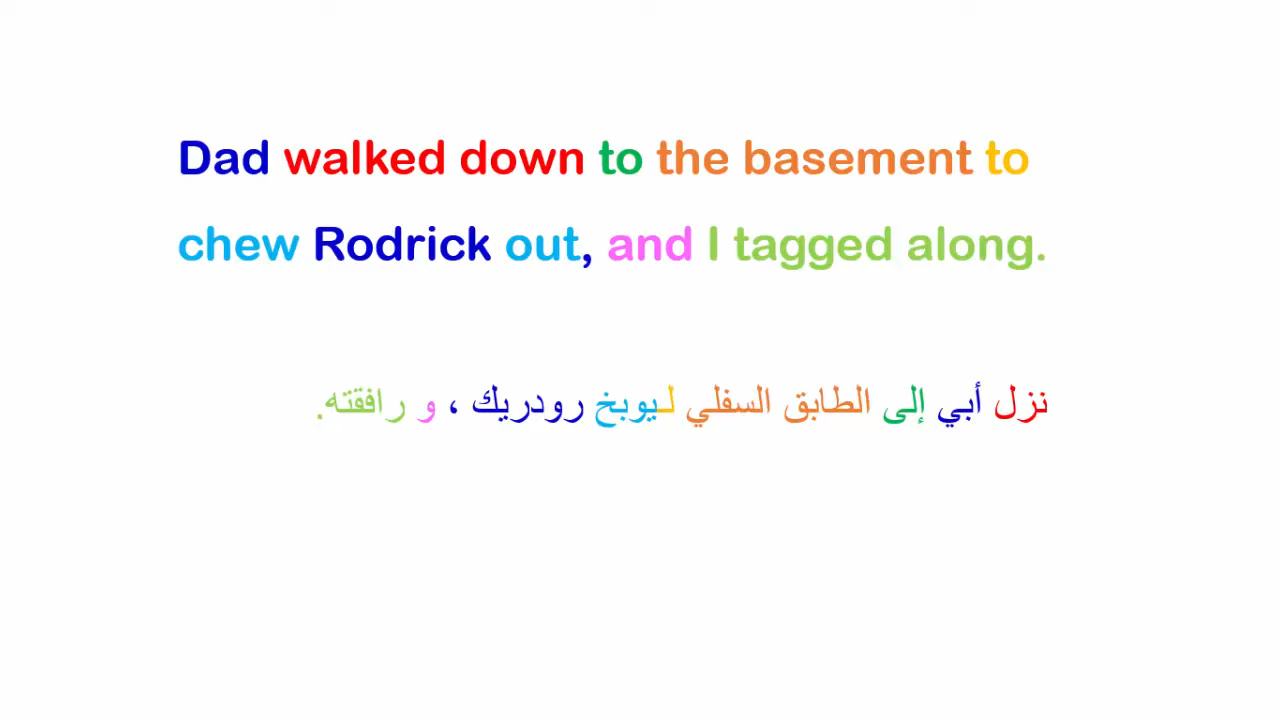 Dad walked down to the basement to
chew Rodrick out, and I tagged along.
نزل أبي إلى الطابق السفلي لـيوبخ رودريك ، و رافقته.